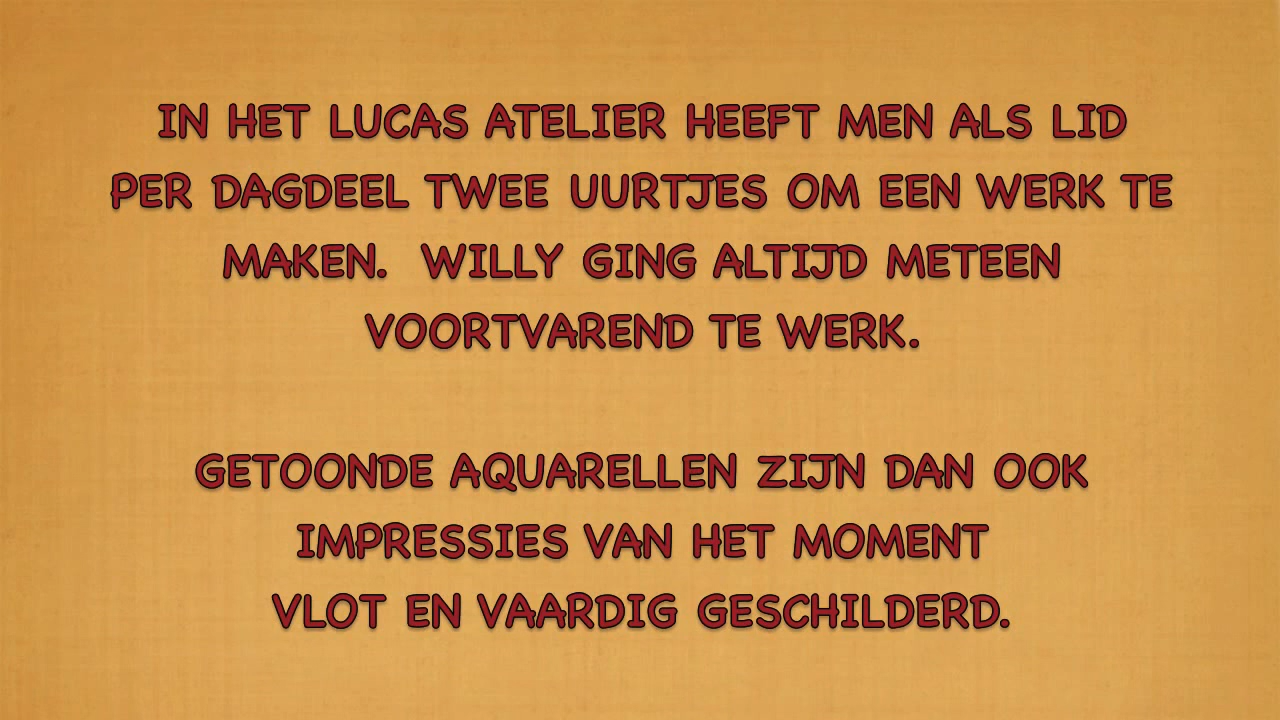 IN HET LUCAS ATELIER HEEFT MEN ALS LID
PER DAGDEEL TWEE UURTJES OM EEN WERK TE
MAKEN.  WILLY GING ALTIJD METEEN
VOORTVAREND TE WERK.
GETOONDE AQUARELLEN ZIJN DAN OOK
IMPRESSIES VAN HET MOMENT
VLOT EN VAARDIG GESCHILDERD.